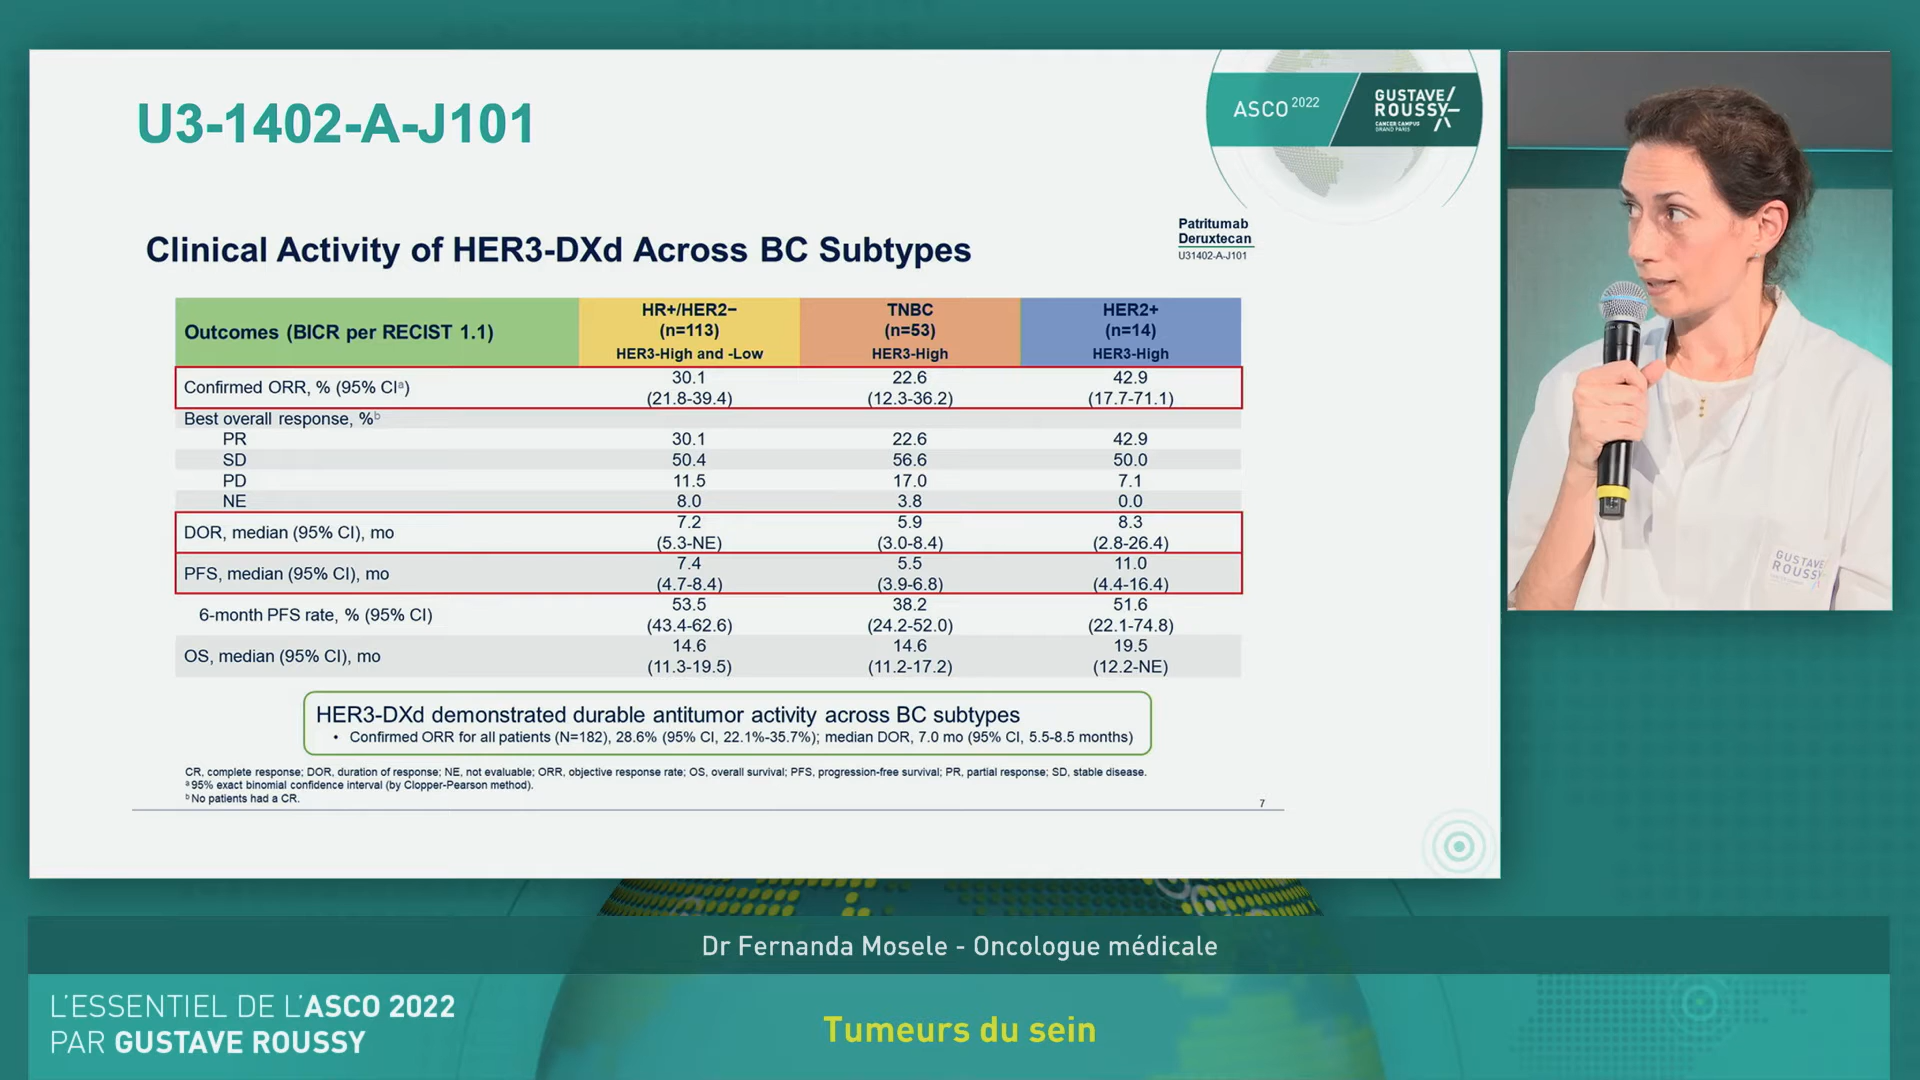 U3-1402-A-J101
ASCO 2022
GUSTAVE/
ROUSSY
CANCER CAMPUS
GRAND PARIS
Clinical Activity of HER3-DXd Across BC Subtypes
Patritumab
Deruxtecan
U31402-A-J101
Outcomes (BICR per RECIST 1.1)
HR+/HER2−
(n=113)
HER3-High and -Low
TNBC
(n=53)
HER3-High
HER2+
(n=14)
HER3-High
Confirmed ORR, % (95% CIᵃ)
30.1 22.6 42.9
(21.8-39.4) (12.3-36.2) (17.7-71.1)
Best overall response, %ᵇ
PR 30.1 22.6 42.9
SD 50.4 56.6 50.0
PD 11.5 17.0 7.1
NE 8.0 3.8 0.0
DOR, median (95% CI), mo
7.2 5.9 8.3
(5.3-NE) (3.0-8.4) (2.8-26.4)
PFS, median (95% CI), mo
7.4 5.5 11.0
(4.7-8.4) (3.9-6.8) (4.4-16.4)
6-month PFS rate, % (95% CI)
53.5 38.2 51.6
(43.4-62.6) (24.2-52.0) (22.1-74.8)
OS, median (95% CI), mo
14.6 14.6 19.5
(11.3-19.5) (11.2-17.2) (12.2-NE)
HER3-DXd demonstrated durable antitumor activity across BC subtypes
• Confirmed ORR for all patients (N=182), 28.6% (95% CI, 22.1%-35.7%); median DOR, 7.0 mo (95% CI, 5.5-8.5 months)
CR, complete response; DOR, duration of response; NE, not evaluable; ORR, objective response rate; OS, overall survival; PFS, progression-free survival; PR, partial response; SD, stable disease.
ᵃ 95% exact binomial confidence interval (by Clopper-Pearson method).
ᵇ No patients had a CR.
7
GUSTAVE
ROUSSY
Dr Fernanda Mosele - Oncologue médicale
L'ESSENTIEL DE L'ASCO 2022
PAR GUSTAVE ROUSSY
Tumeurs du sein